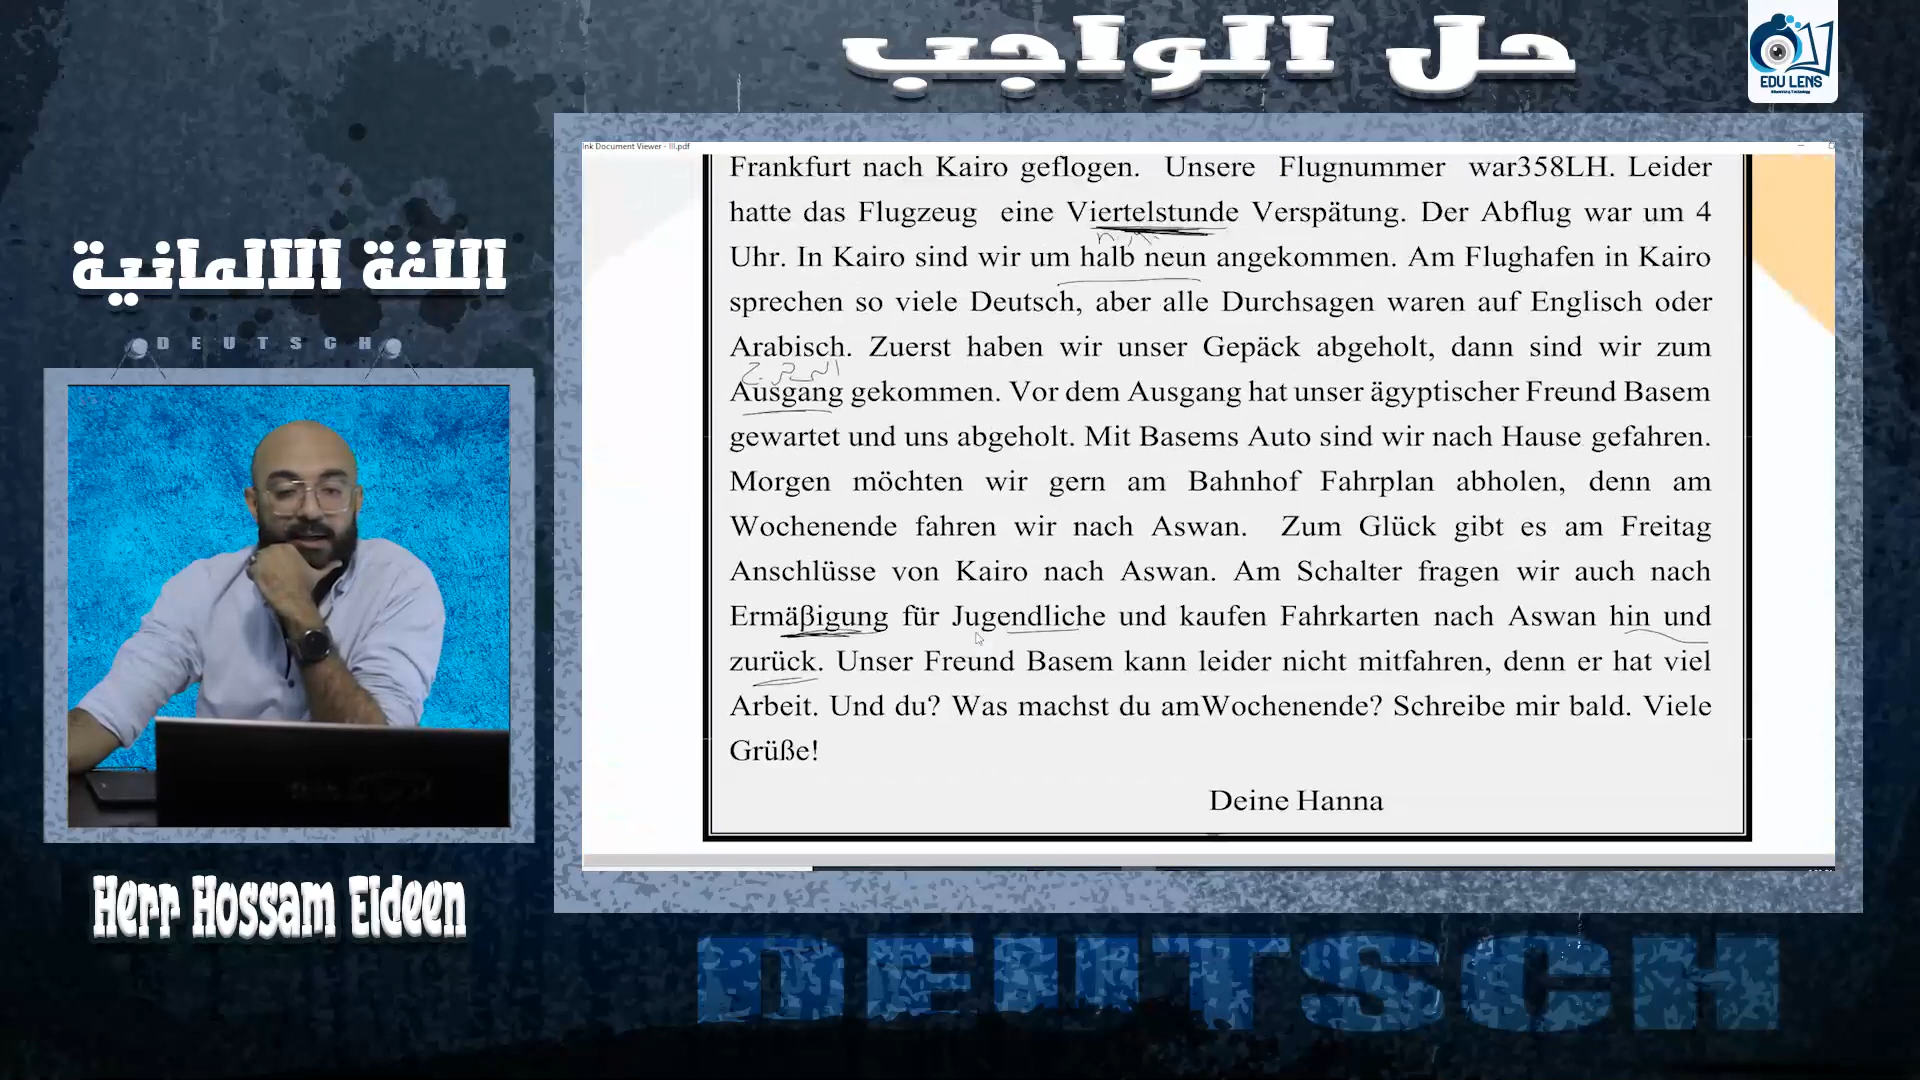 حل الواجب
EDU LENS
Ink Document Viewer - III.pdf
اللغة الالمانية
DEUTSCH
Frankfurt nach Kairo geflogen. Unsere Flugnummer war358LH. Leider
hatte das Flugzeug eine Viertelstunde Verspätung. Der Abflug war um 4
Uhr. In Kairo sind wir um halb neun angekommen. Am Flughafen in Kairo
sprechen so viele Deutsch, aber alle Durchsagen waren auf Englisch oder
Arabisch. Zuerst haben wir unser Gepäck abgeholt, dann sind wir zum
Ausgang gekommen. Vor dem Ausgang hat unser ägyptischer Freund Basem
gewartet und uns abgeholt. Mit Basems Auto sind wir nach Hause gefahren.
Morgen möchten wir gern am Bahnhof Fahrplan abholen, denn am
Wochenende fahren wir nach Aswan. Zum Glück gibt es am Freitag
Anschlüsse von Kairo nach Aswan. Am Schalter fragen wir auch nach
Ermäβigung für Jugendliche und kaufen Fahrkarten nach Aswan hin und
zurück. Unser Freund Basem kann leider nicht mitfahren, denn er hat viel
Arbeit. Und du? Was machst du amWochenende? Schreibe mir bald. Viele
Grüße!
Deine Hanna
Herr Hossam Eldeen
DEUTSCH